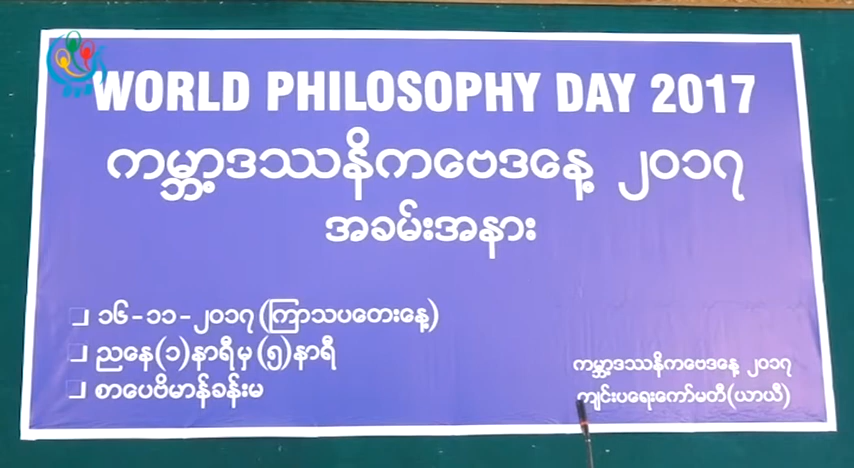 WORLD PHILOSOPHY DAY 2017
ကမ္ဘာ့ဒဿနိကဗေဒနေ့ ၂၀၁၇
အခမ်းအနား
၁၆-၁၁-၂၀၁၇ (ကြာသပတေးနေ့)
ညနေ(၁)နာရီမှ (၅)နာရီ
စာပေဗိမာန်ခန်းမ
ကမ္ဘာ့ဒဿနိကဗေဒနေ့ ၂၀၁၇
ကျင်းပရေးကော်မတီ(ယာယီ)